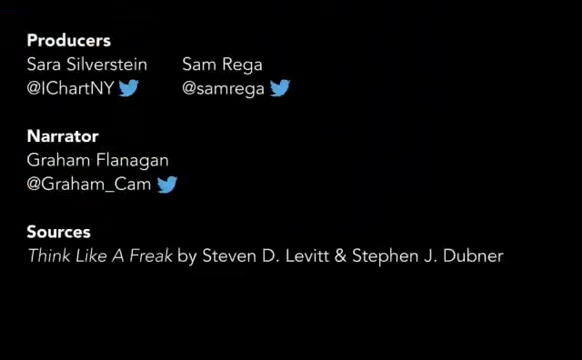 Producers
Sara Silverstein Sam Rega
@IChartNY @samrega
Narrator
Graham Flanagan
@Graham_Cam
Sources
Think Like A Freak by Steven D. Levitt & Stephen J. Dubner